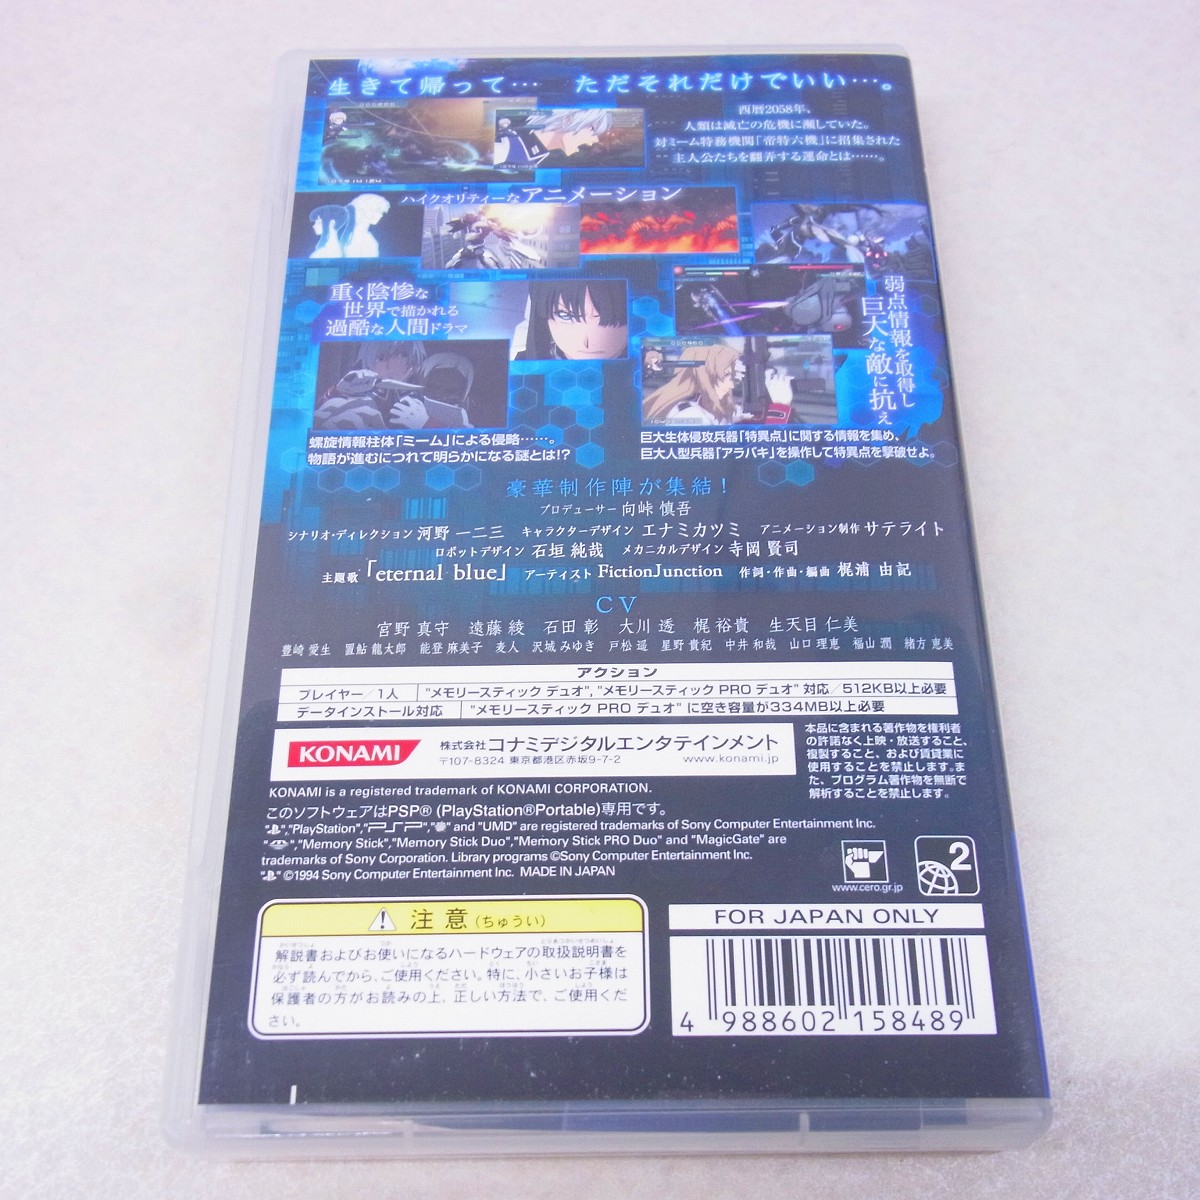 生きて帰って… ただそれだけでいい…。
西暦2058年、
人類は滅亡の危機に瀕していた。
対ミーム特務機関「帝特六機」に招集された
主人公たちを翻弄する運命とは……。
ハイクオリティーなアニメーション
重く陰惨な
世界で描かれる
過酷な人間ドラマ
弱点情報を取得し
巨大な敵に抗え
螺旋情報柱体「ミーム」による侵略……。
物語が進むにつれて明らかになる謎とは!?
巨大生体侵攻兵器「特異点」に関する情報を集め、
巨大人型兵器「アラバキ」を操作して特異点を撃破せよ。
豪華制作陣が集結!
プロデューサー 向峠 慎吾
シナリオ・ディレクション 河野 一二三 キャラクターデザイン エナミカツミ アニメーション制作 サテライト
ロボットデザイン 石垣 純哉 メカニカルデザイン 寺岡 賢司
主題歌「eternal blue」 アーティスト FictionJunction 作詞・作曲・編曲 梶浦 由記
CV
宮野 真守 遠藤 綾 石田 彰 大川 透 梶 裕貴 生天目 仁美
豊崎 愛生 置鮎 龍太郎 能登 麻美子 麦人 沢城 みゆき 戸松 遥 星野 貴紀 中井 和哉 山口 理恵 福山 潤 緒方 恵美
アクション
プレイヤー/1人 "メモリースティック デュオ", "メモリースティック PRO デュオ" 対応/512KB以上必要
データインストール対応 "メモリースティック PRO デュオ" に空き容量が334MB以上必要
KONAMI 株式会社コナミデジタルエンタテインメント
〒107-8324 東京都港区赤坂9-7-2 www.konami.jp
本品に含まれる著作物を権利者
の許諾なく上映・放送すること、
複製すること、および賃貸業に
使用することを禁止します。ま
た、プログラム著作物を無断で
解析することを禁止します。
KONAMI is a registered trademark of KONAMI CORPORATION.
このソフトウェアはPSP® (PlayStation®Portable)専用です。
"","PlayStation","PSP","" and "UMD" are registered trademarks of Sony Computer Entertainment Inc.
"","Memory Stick","Memory Stick Duo","Memory Stick PRO Duo" and "MagicGate" are
trademarks of Sony Corporation. Library programs ©Sony Computer Entertainment Inc.
"" ©1994 Sony Computer Entertainment Inc. MADE IN JAPAN
www.cero.gr.jp
2
注意(ちゅうい)
解説書およびお使いになるハードウェアの取扱説明書を
必ず読んでから、ご使用ください。特に、小さいお子様は
保護者の方がお読みの上、正しい方法で、ご使用くだ
さい。
FOR JAPAN ONLY
4 988602 158489